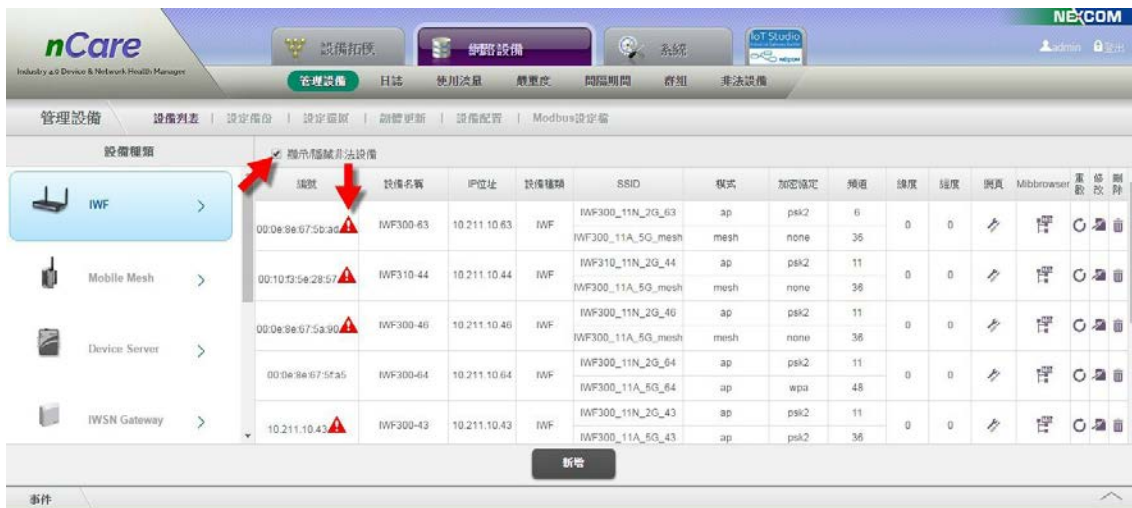 NEXCOM
nCare
Industry 4.0 Device & Network Health Manager
設備拓樸 網路設備 系統 IoT Studio
admin 登出
管理設備 日誌 使用流量 嚴重度 間隔期間 群組 非法設備
管理設備 設備列表 | 設定備份 | 設定還原 | 韌體更新 | 設備配置 | Modbus設定檔
設備種類
IWF
Mobile Mesh
Device Server
IWSN Gateway
顯示/隱藏非法設備
編號 設備名稱 IP位址 設備種類 SSID 模式 加密協定 頻道 緯度 經度 網頁 Mibbrowser 重啟 修改 刪除
00:0e:8e:67:5b:ad IWF300-63 10.211.10.63 IWF IWF300_11N_2G_63 ap psk2 6 0 0
IWF300_11A_5G_mesh mesh none 36
00:10:f3:5e:28:57 IWF310-44 10.211.10.44 IWF IWF310_11N_2G_44 ap psk2 11 0 0
IWF300_11A_5G_mesh mesh none 36
00:0e:8e:67:5a:90 IWF300-46 10.211.10.46 IWF IWF300_11N_2G_46 ap psk2 11 0 0
IWF300_11A_5G_mesh mesh none 36
00:0e:8e:67:5f:a5 IWF300-64 10.211.10.64 IWF IWF300_11N_2G_64 ap psk2 11 0 0
IWF300_11A_5G_64 ap wpa 48
10.211.10.43 IWF300-43 10.211.10.43 IWF IWF300_11N_2G_43 ap psk2 11 0 0
IWF300_11A_5G_43 ap psk2 36
新增
事件